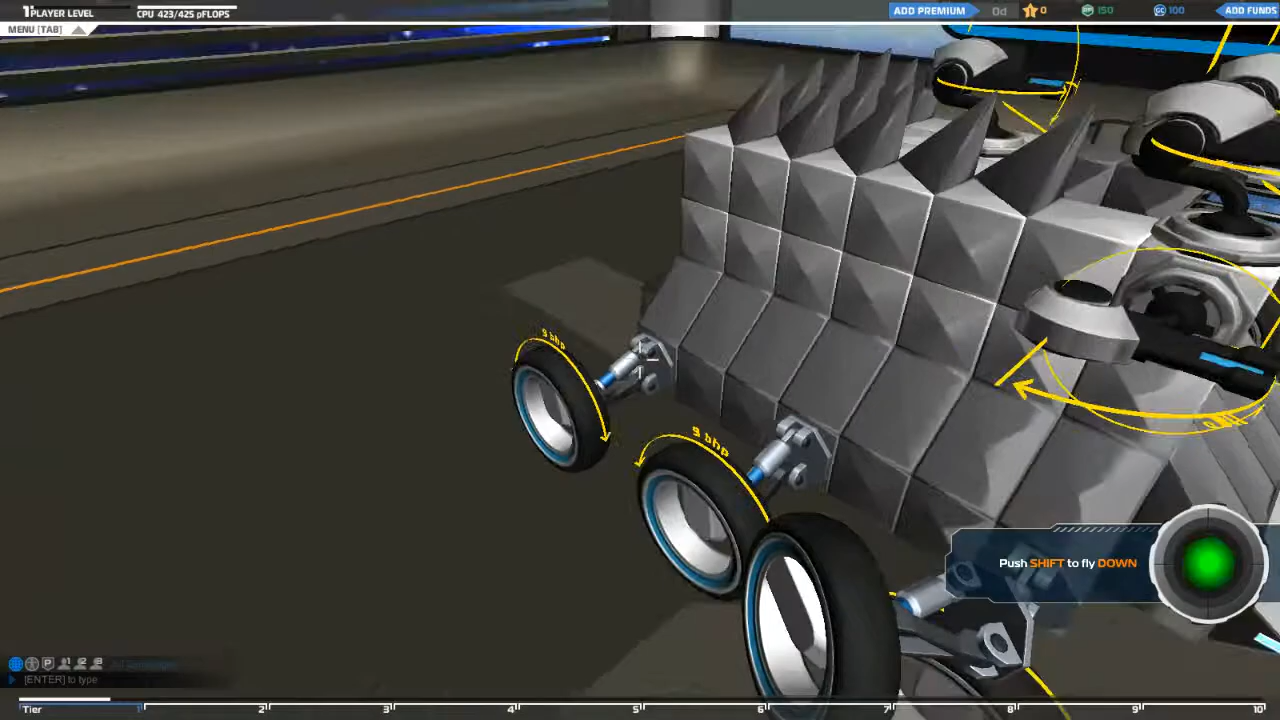 1 PLAYER LEVEL
CPU 423/425 pFLOPS
ADD PREMIUM
0d
0
150
GC 100
ADD FUNDS
MENU [TAB]
9 bhp
9 bhp
Push SHIFT to fly DOWN
P
[ENTER] to type
Tier 1 2 3 4 5 6 7 8 9 10